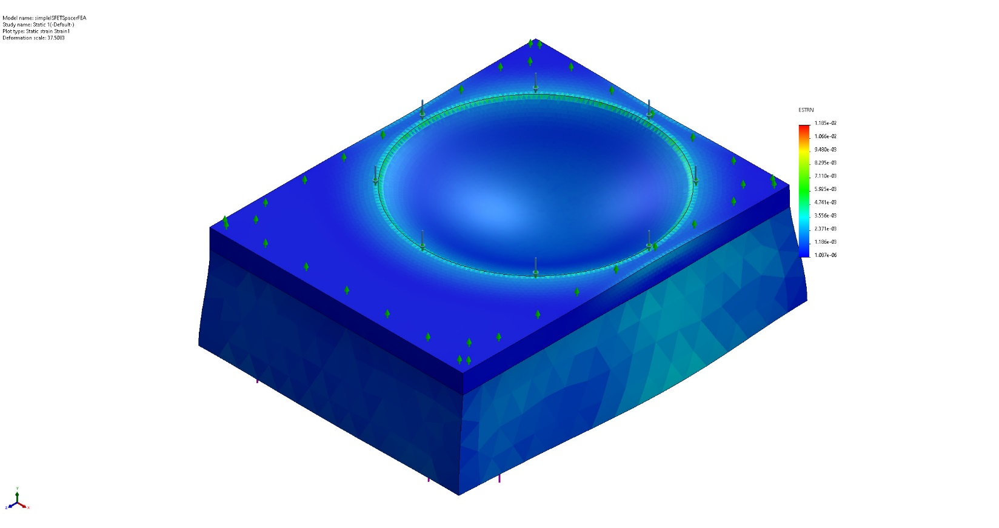 Model name: simpleISFETSpacerFEA
Study name: Static 1(-Default-)
Plot type: Static strain Strain1
Deformation scale: 37.5083
ESTRN
1.185e-02
1.066e-02
9.480e-03
8.295e-03
7.110e-03
5.925e-03
4.741e-03
3.556e-03
2.371e-03
1.186e-03
1.087e-06
Y
Z
X